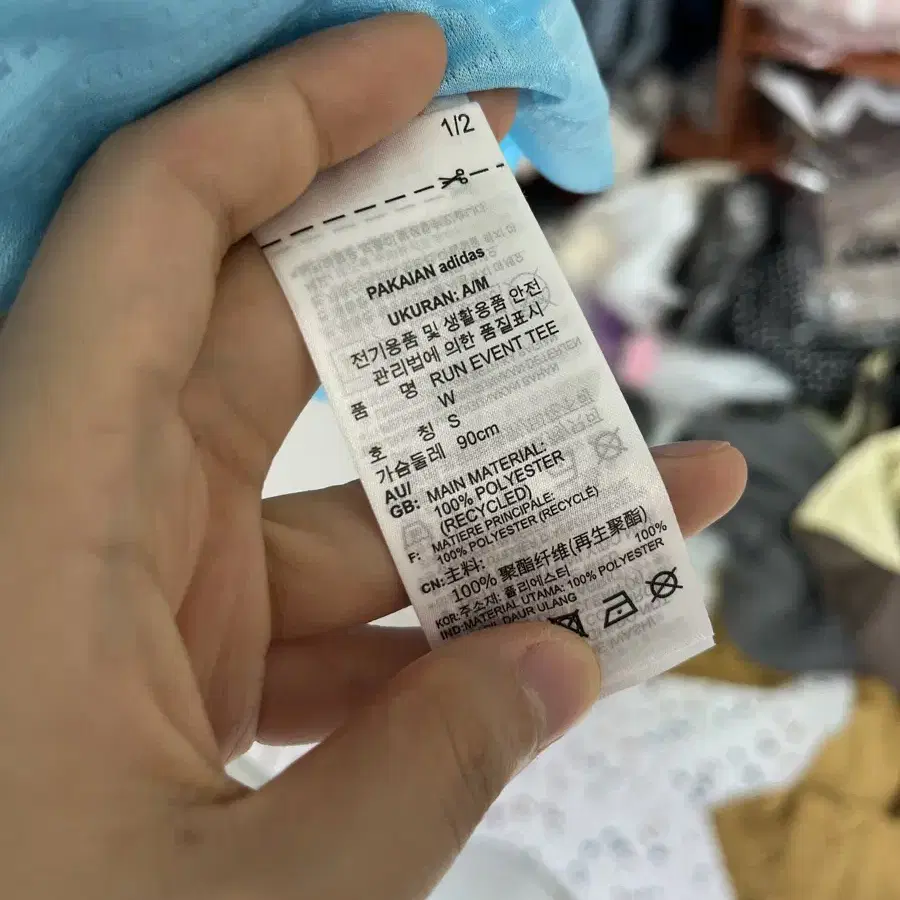 1/2
PAKAIAN adidas
UKURAN: A/M
전기용품 및 생활용품 안전
관리법에 의한 품질표시
품 명 RUN EVENT TEE
W
호 칭 S
가슴둘레 90cm
AU/
GB: MAIN MATERIAL:
100% POLYESTER
(RECYCLED)
F: MATIERE PRINCIPALE:
100% POLYESTER (RECYCLÉ)
CN:主料:
100% 聚酯纤维(再生聚酯) 100%
KOR:주소재: 폴리에스터
IND:MATERIAL UTAMA: 100% POLYESTER
DAUR ULANG